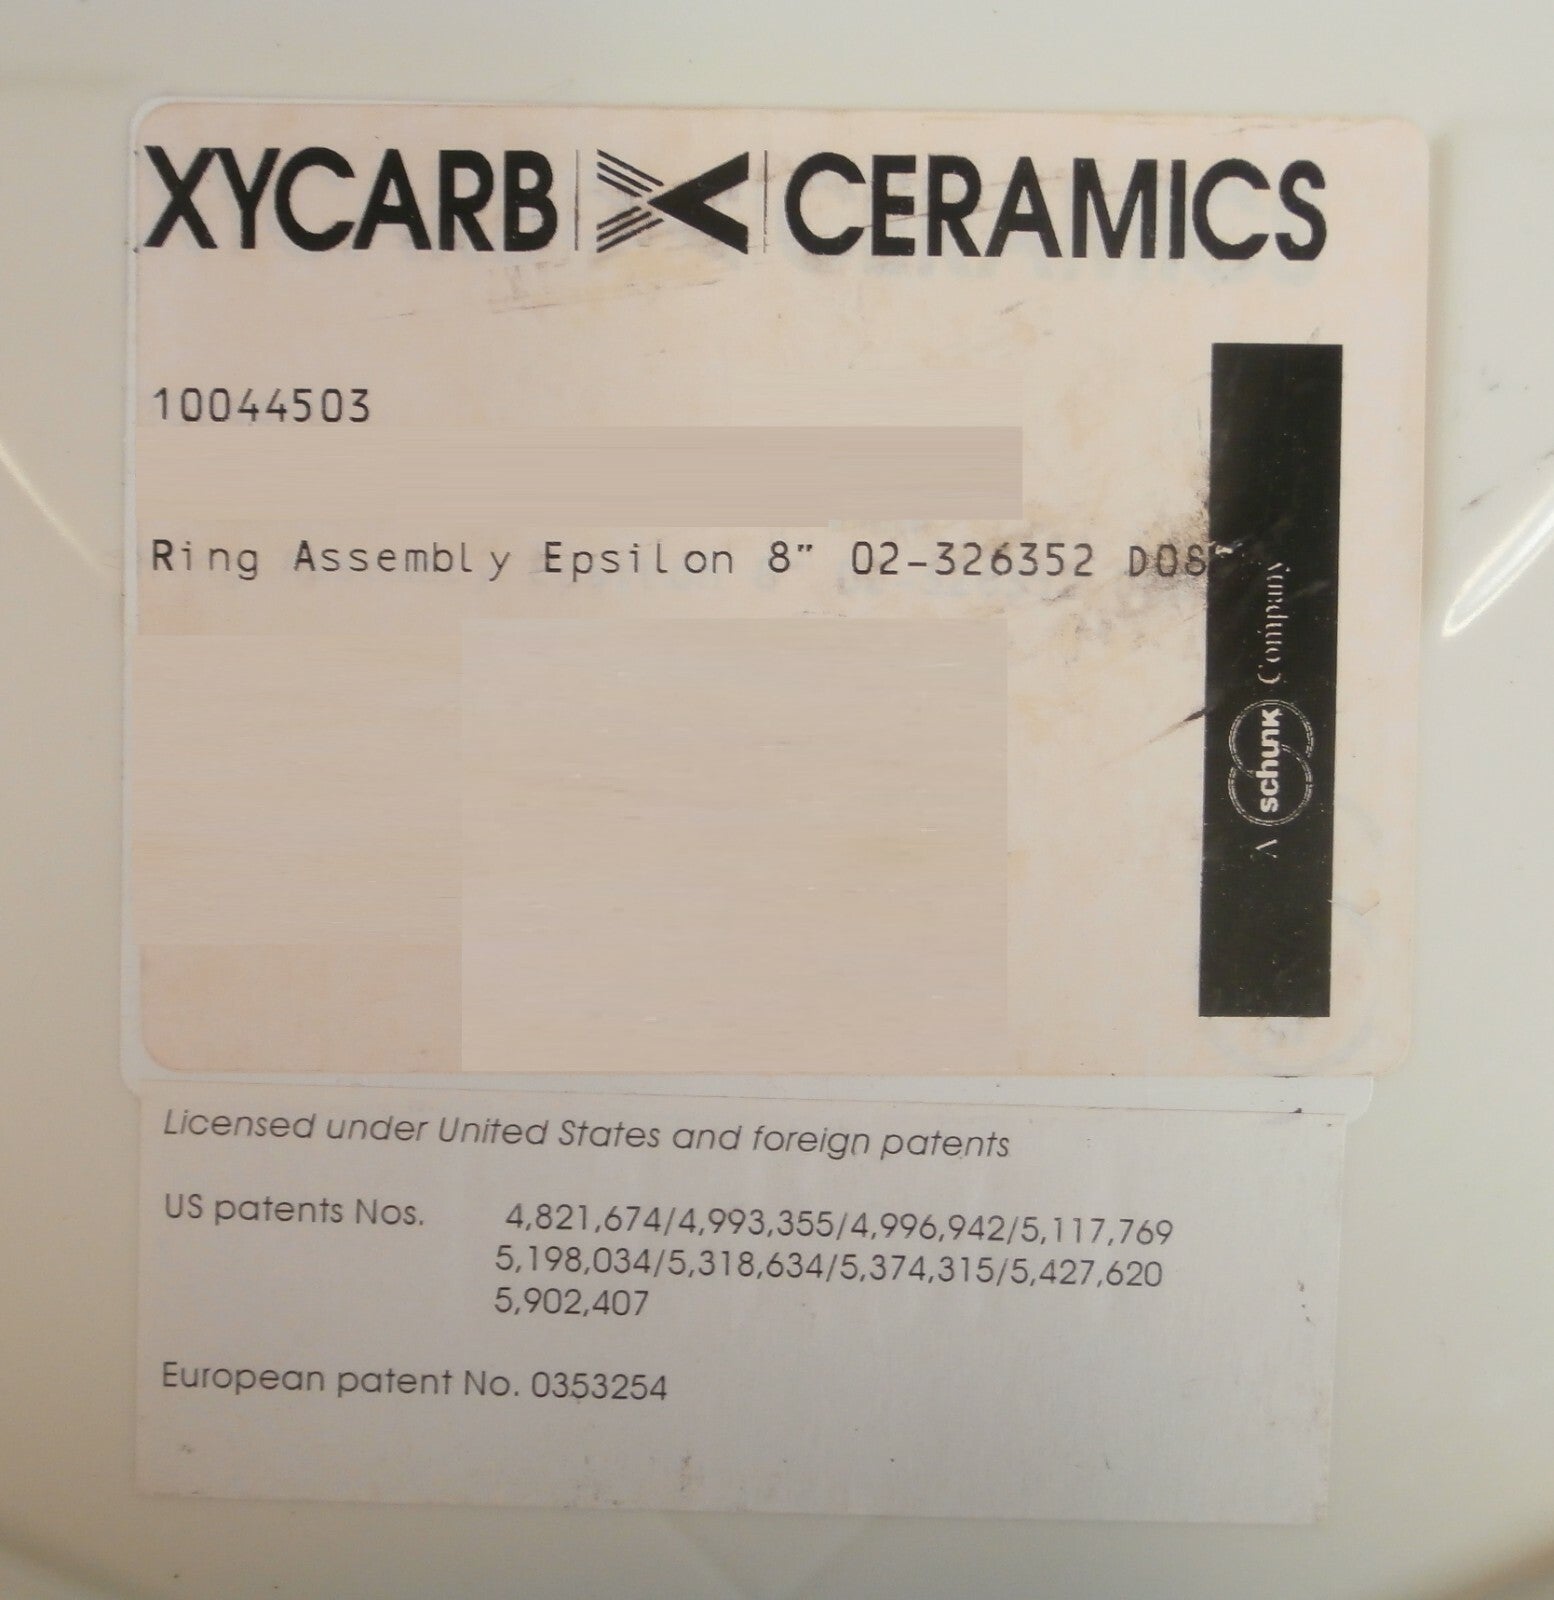 XYCARB CERAMICS
10044503
Ring Assembly Epsilon 8" 02-326352
A schunk Company
Licensed under United States and foreign patents
US patents Nos. 4,821,674/4,993,355/4,996,942/5,117,769
5,198,034/5,318,634/5,374,315/5,427,620
5,902,407
European patent No. 0353254